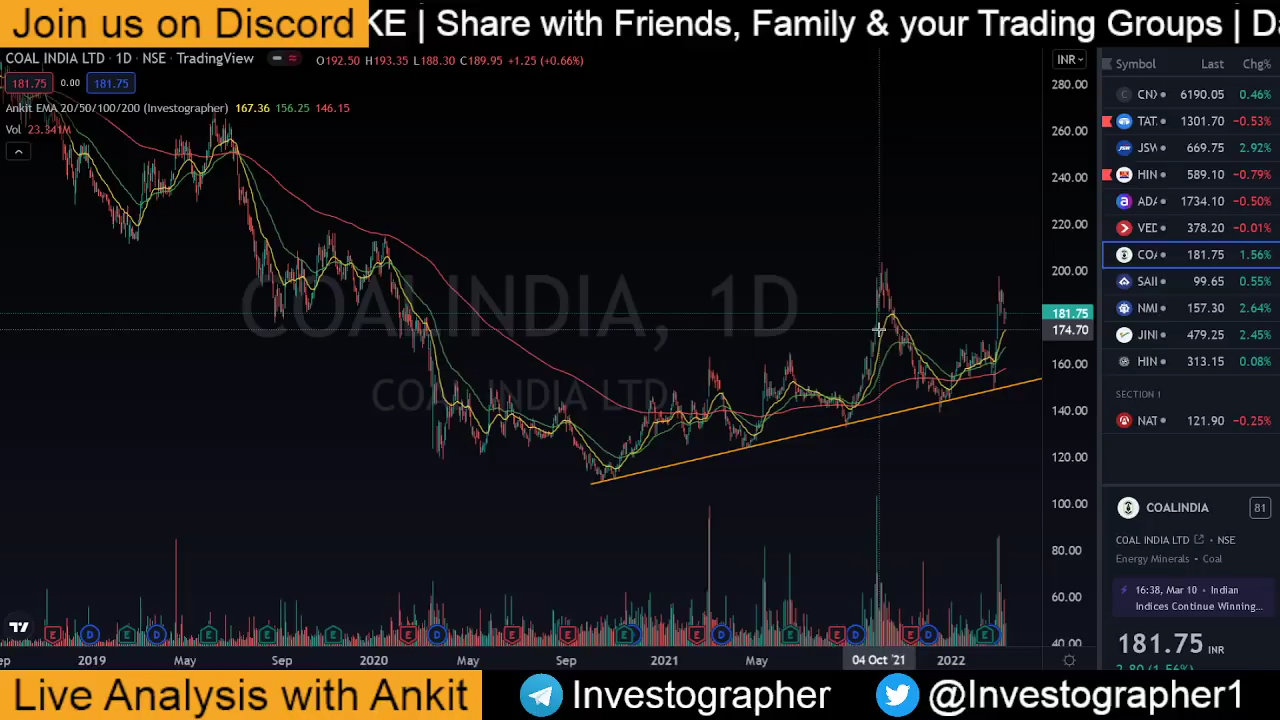 Join us on Discord
KE | Share with Friends, Family & your Trading Groups | Da
COAL INDIA LTD · 1D · NSE · TradingView
O192.50 H193.35 L188.30 C189.95 +1.25 (+0.66%)
INR
181.75 0.00 181.75
Ankit EMA 20/50/100/200 (Investographer) 167.36 156.25 146.15
Vol 23.341M
COALINDIA, 1D
COAL INDIA LTD
280.00
260.00
240.00
220.00
200.00
181.75
174.70
160.00
140.00
120.00
100.00
80.00
60.00
40.00
2019 May Sep 2020 May Sep 2021 May 04 Oct '21 2022
Symbol Last Chg%
CNX 6190.05 0.46%
TAT. 1301.70 −0.53%
JSW 669.75 2.92%
HIN 589.10 −0.79%
ADA 1734.10 −0.50%
VED 378.20 −0.01%
COA 181.75 1.56%
SAIL 99.65 0.55%
NMI 157.30 2.64%
JINI 479.25 2.45%
HIN 313.15 0.08%
SECTION 1
NAT 121.90 −0.25%
COALINDIA 81
COAL INDIA LTD · NSE
Energy Minerals · Coal
16:38, Mar 10 · Indian
Indices Continue Winning...
181.75 INR
2.80 (1.56%)
Live Analysis with Ankit
Investographer
@Investographer1